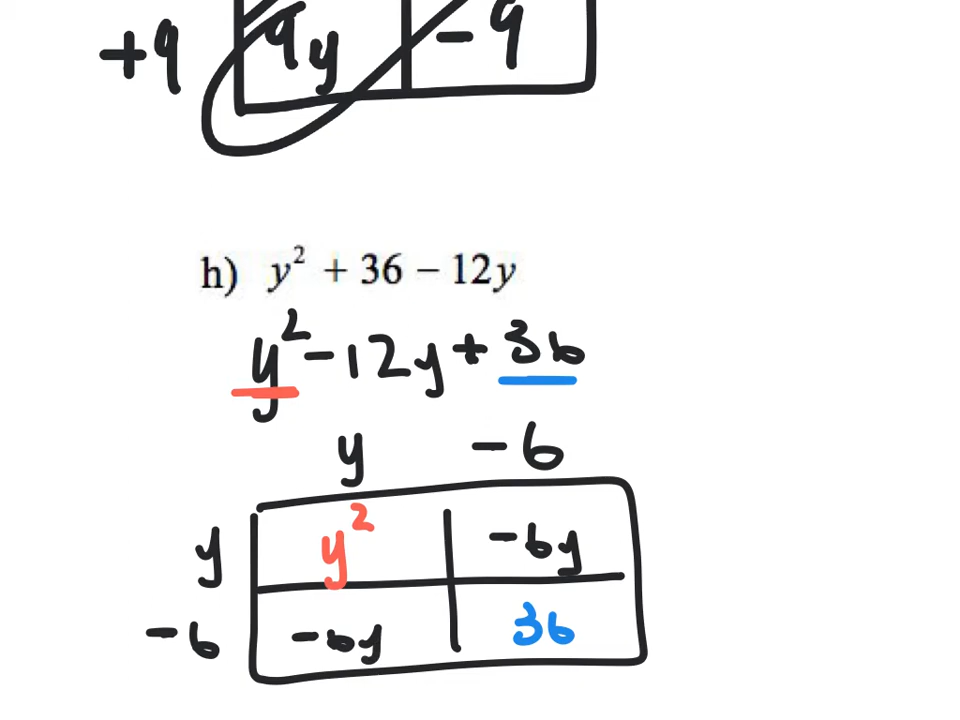 +9 9y -9
h) y² + 36 − 12y
y² - 12y + 36
y -6
y y² -6y
-6 -6y 36